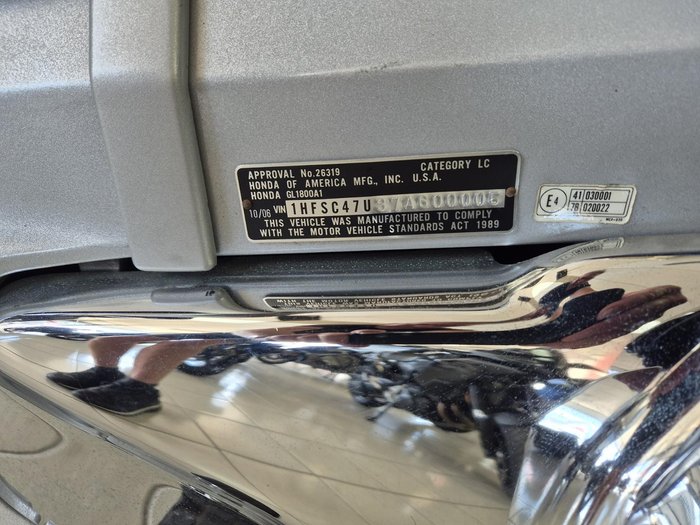 APPROVAL No.26319 CATEGORY LC
HONDA OF AMERICA MFG., INC. U.S.A.
HONDA GL1800A1
10/06 VIN 1HFSC47U
THIS VEHICLE WAS MANUFACTURED TO COMPLY
WITH THE MOTOR VEHICLE STANDARDS ACT 1989
E4
41 030001
78 020022